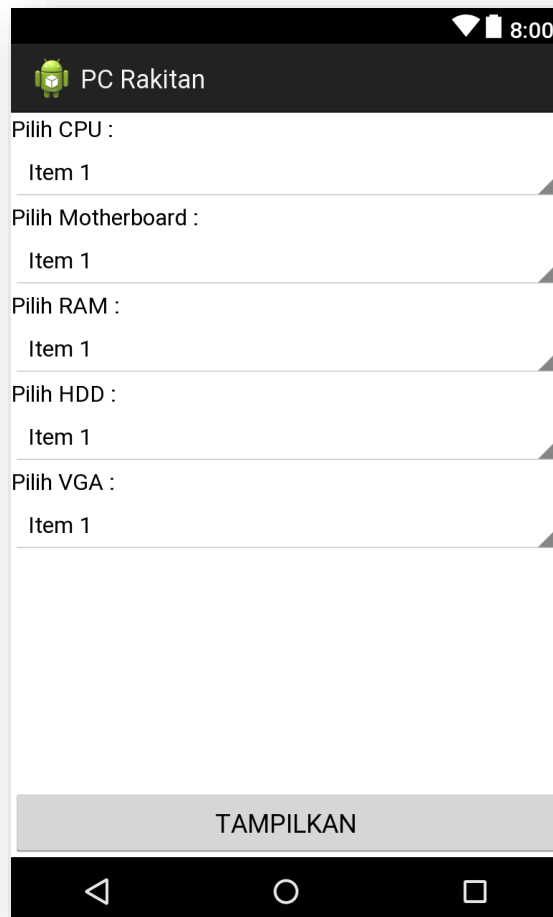 8:00
PC Rakitan
Pilih CPU :
Item 1
Pilih Motherboard :
Item 1
Pilih RAM :
Item 1
Pilih HDD :
Item 1
Pilih VGA :
Item 1
TAMPILKAN